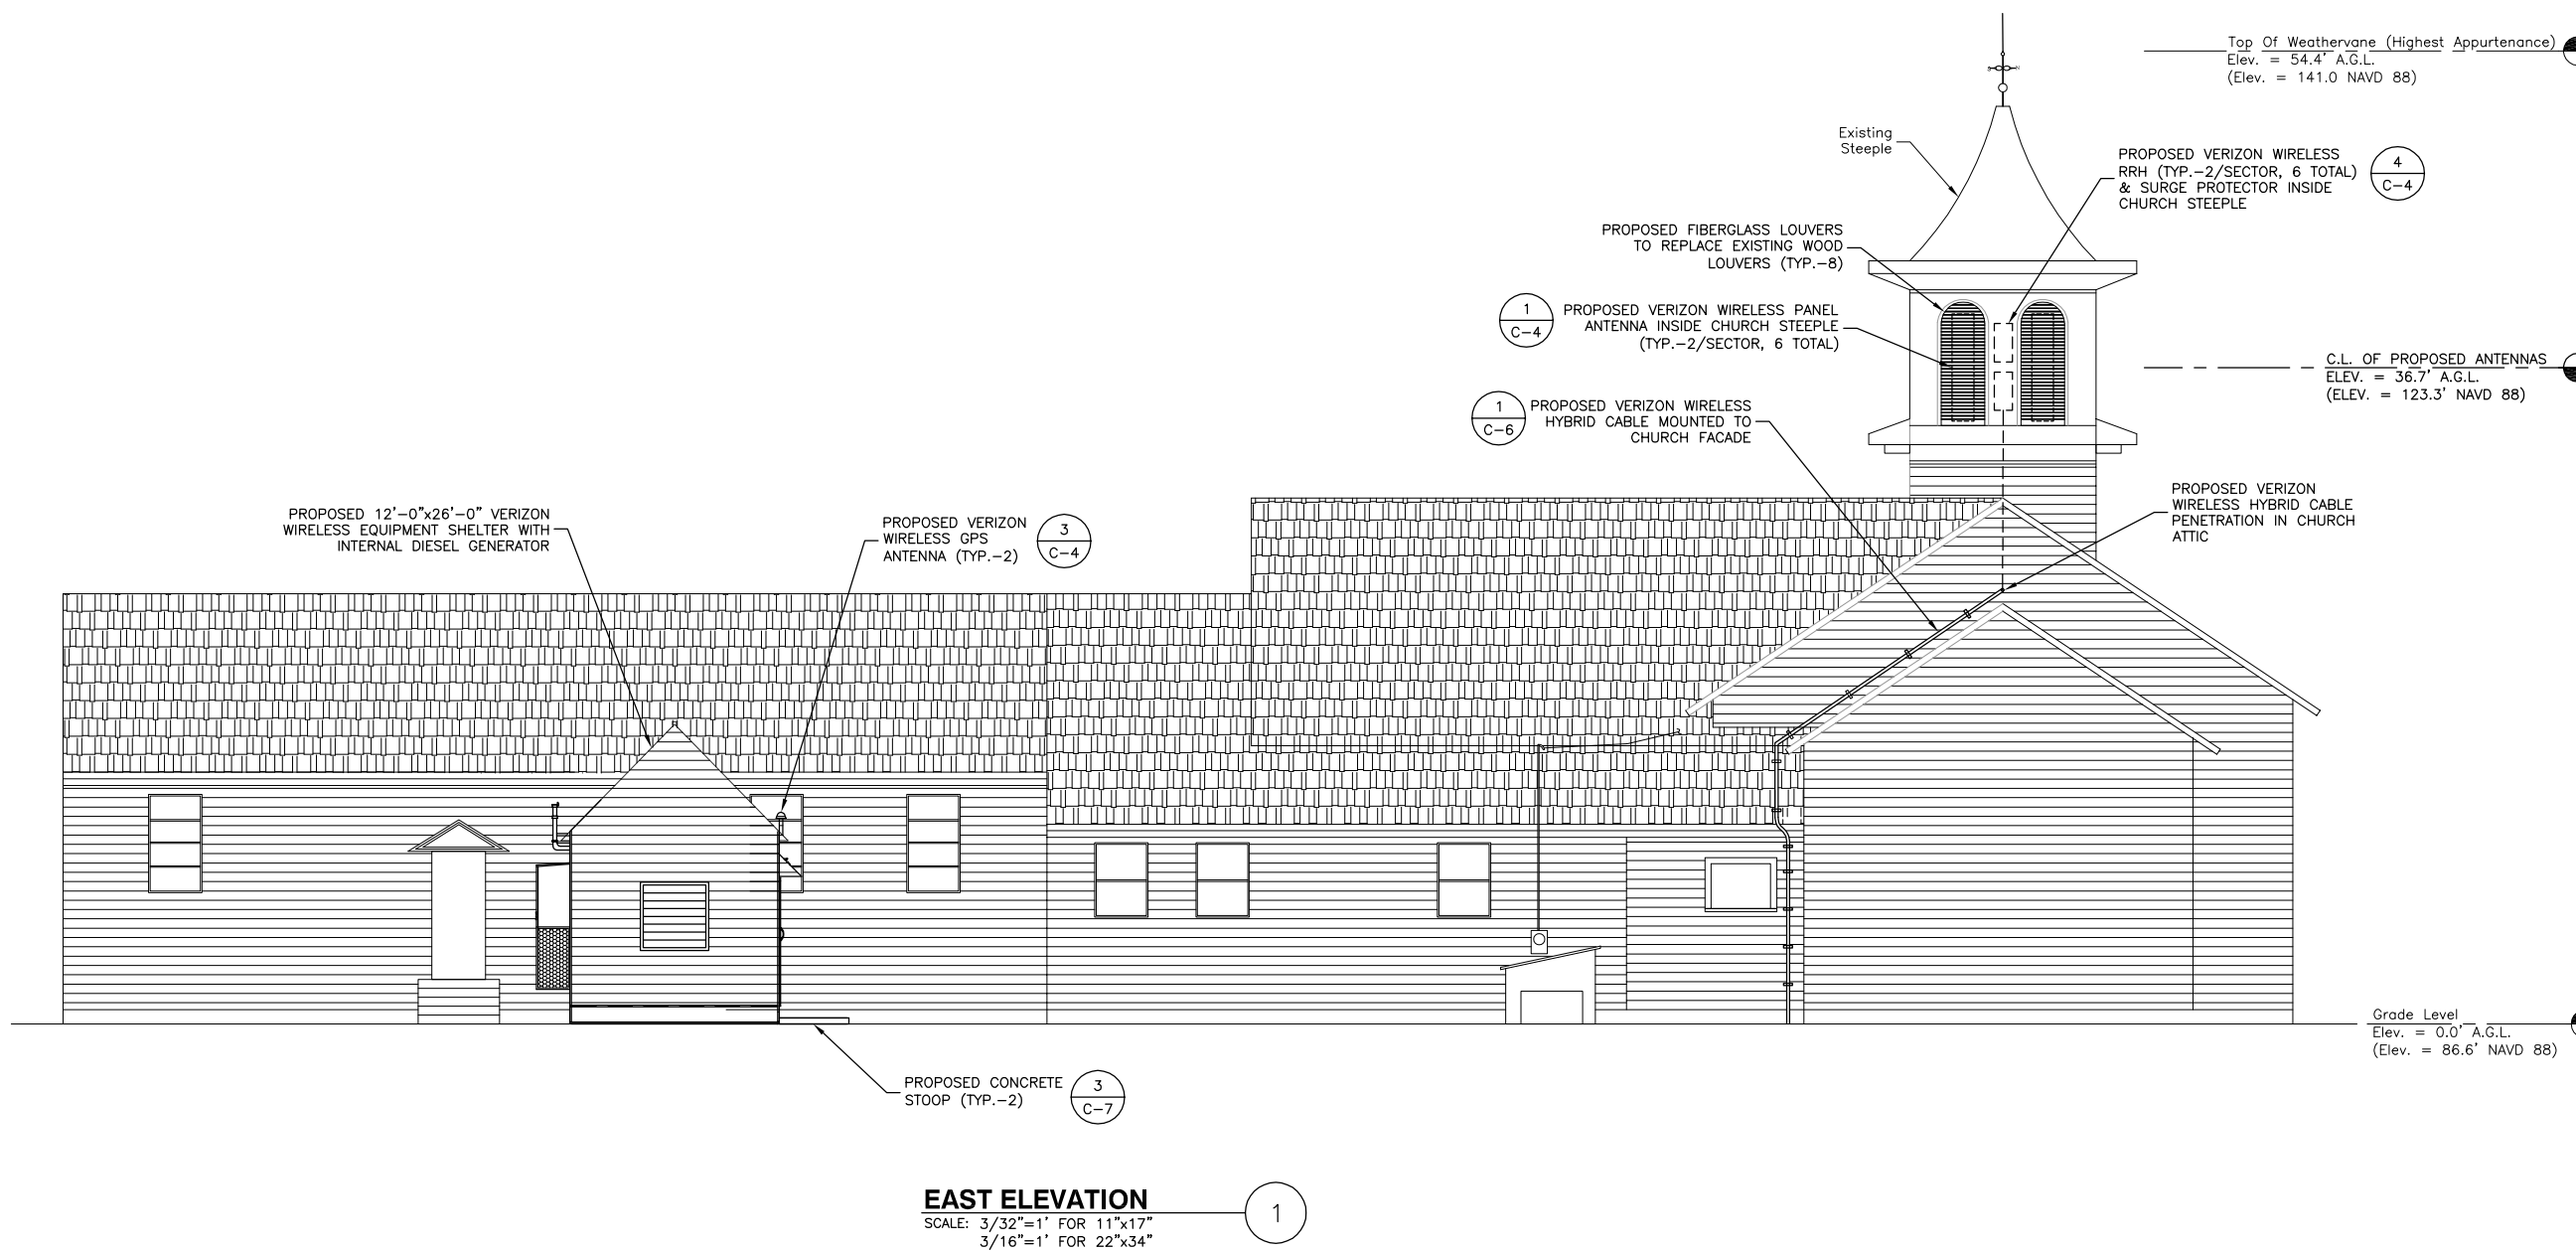 Top Of Weathervane (Highest Appurtenance)
Elev. = 54.4' A.G.L.
(Elev. = 141.0 NAVD 88)
Existing
Steeple
PROPOSED VERIZON WIRELESS
RRH (TYP.-2/SECTOR, 6 TOTAL)
& SURGE PROTECTOR INSIDE
CHURCH STEEPLE
4
C-4
PROPOSED FIBERGLASS LOUVERS
TO REPLACE EXISTING WOOD
LOUVERS (TYP.-8)
1
C-4
PROPOSED VERIZON WIRELESS PANEL
ANTENNA INSIDE CHURCH STEEPLE
(TYP.-2/SECTOR, 6 TOTAL)
C.L. OF PROPOSED ANTENNAS
ELEV. = 36.7' A.G.L.
(ELEV. = 123.3' NAVD 88)
1
C-6
PROPOSED VERIZON WIRELESS
HYBRID CABLE MOUNTED TO
CHURCH FACADE
PROPOSED VERIZON
WIRELESS HYBRID CABLE
PENETRATION IN CHURCH
ATTIC
PROPOSED 12'-0"x26'-0" VERIZON
WIRELESS EQUIPMENT SHELTER WITH
INTERNAL DIESEL GENERATOR
PROPOSED VERIZON
WIRELESS GPS
ANTENNA (TYP.-2)
3
C-4
Grade Level
Elev. = 0.0' A.G.L.
(Elev. = 86.6' NAVD 88)
PROPOSED CONCRETE
STOOP (TYP.-2)
3
C-7
EAST ELEVATION
SCALE: 3/32"=1' FOR 11"x17"
3/16"=1' FOR 22"x34"
1